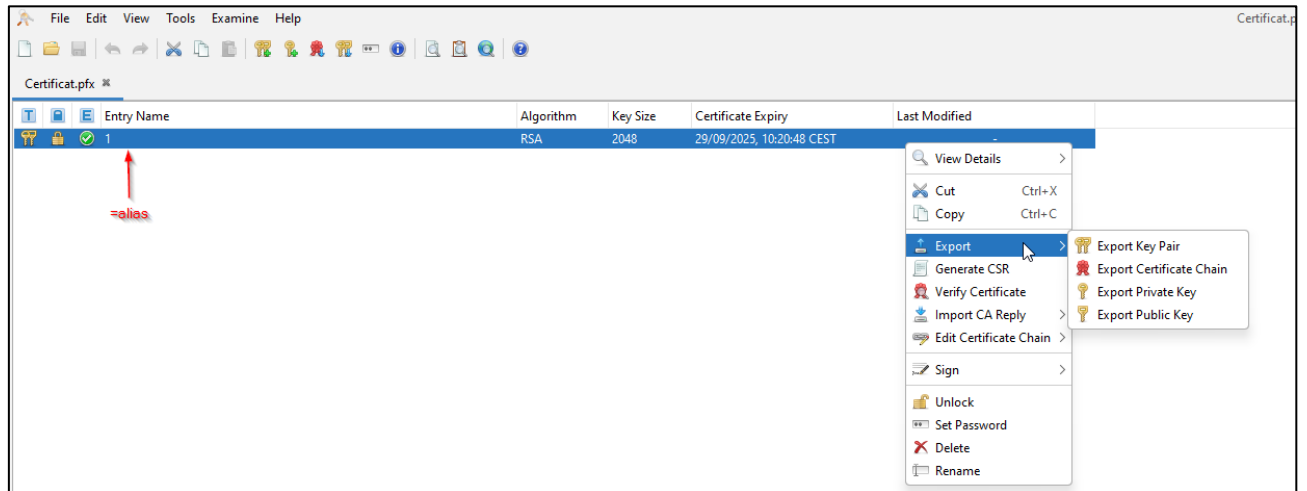 File Edit View Tools Examine Help
Certificat.p
Certificat.pfx
T E Entry Name Algorithm Key Size Certificate Expiry Last Modified
1 RSA 2048 29/09/2025, 10:20:48 CEST -
=alias
View Details
Cut Ctrl+X
Copy Ctrl+C
Export
Export Key Pair
Generate CSR
Export Certificate Chain
Verify Certificate
Export Private Key
Import CA Reply
Export Public Key
Edit Certificate Chain
Sign
Unlock
Set Password
Delete
Rename